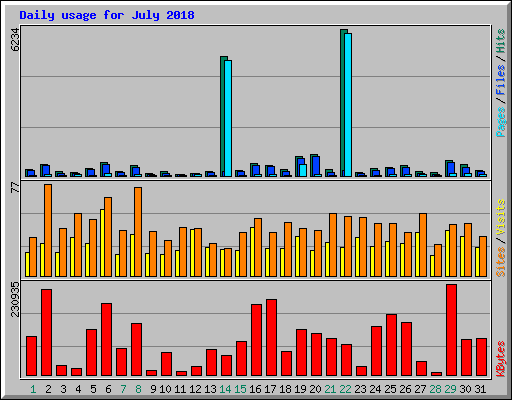 Daily usage for July 2018
6234
Pages / Files / Hits
77
Sites / Visits
230935
KBytes
1 2 3 4 5 6 7 8 9 10 11 12 13 14 15 16 17 18 19 20 21 22 23 24 25 26 27 28 29 30 31